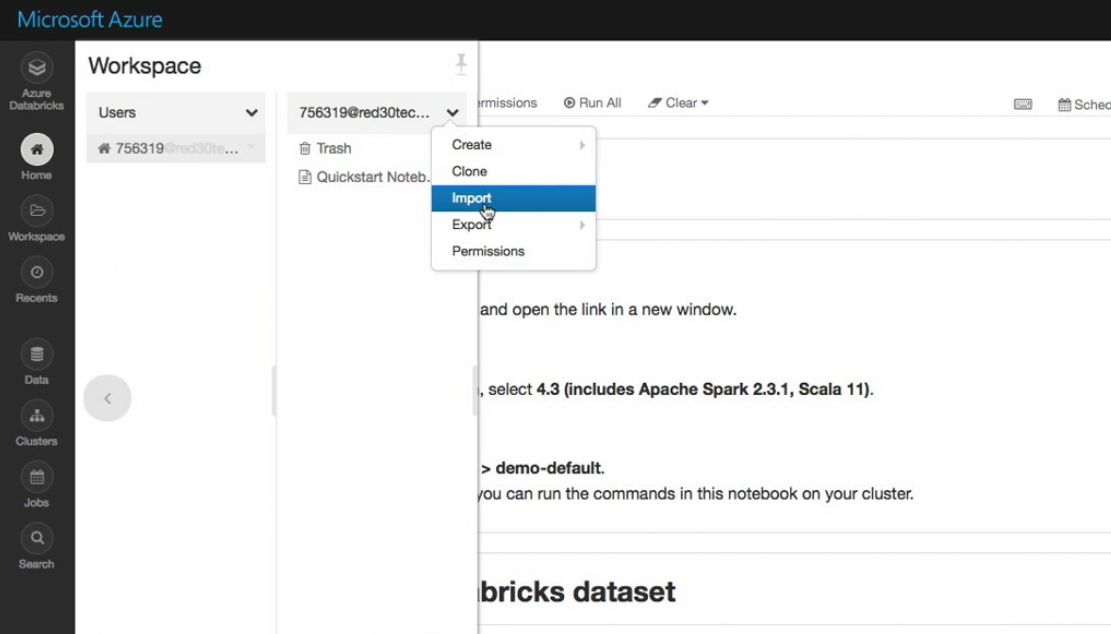 Microsoft Azure
Azure
Databricks
Home
Workspace
Recents
Data
Clusters
Jobs
Search
Workspace
Users
756319@red30te...
756319@red30tec...
Trash
Quickstart Noteb.
Create
Clone
Import
Export
Permissions
ermissions
Run All
Clear
Sched
and open the link in a new window.
, select 4.3 (includes Apache Spark 2.3.1, Scala 11).
> demo-default.
you can run the commands in this notebook on your cluster.
bricks dataset